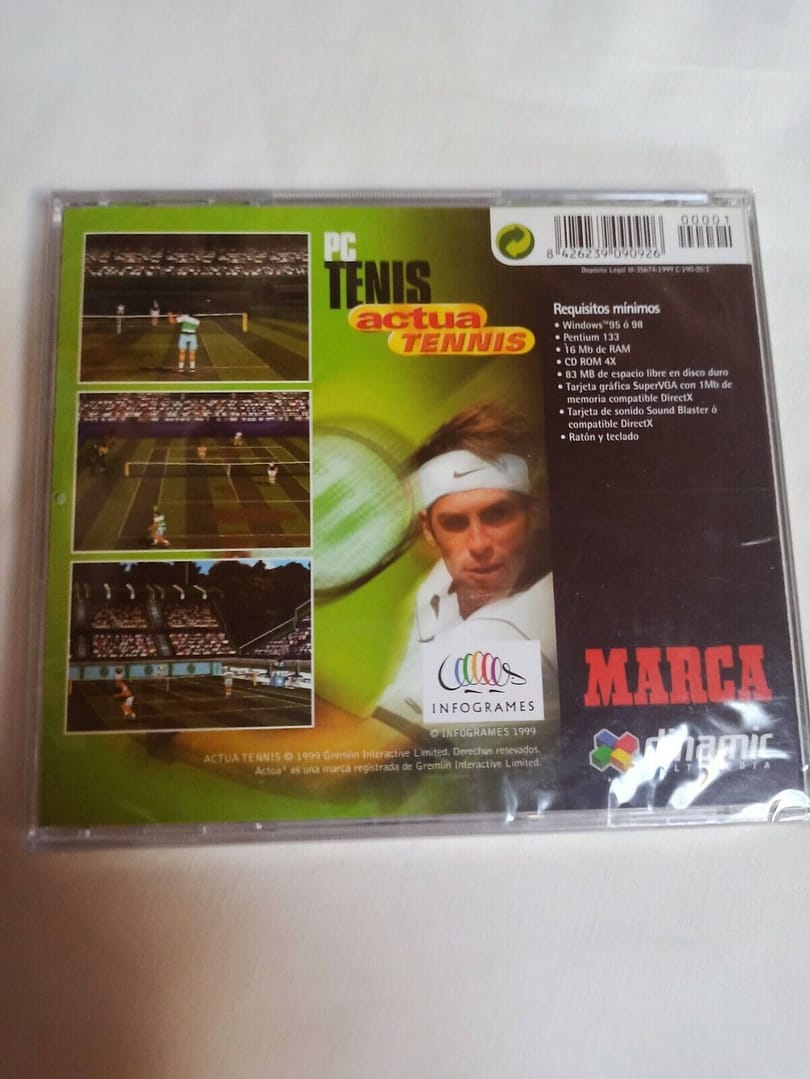 PC
TENIS
actua
TENNIS
00001
8 426239 090926
Depósito Legal M-35674-1999 C-190-05-1
Requisitos mínimos
• Windows™95 ó 98
• Pentium 133
• 16 Mb de RAM
• CD ROM 4X
• 83 MB de espacio libre en disco duro
• Tarjeta gráfica SuperVGA con 1Mb de
memoria compatible DirectX
• Tarjeta de sonido Sound Blaster ó
compatible DirectX
• Ratón y teclado
INFOGRAMES
© INFOGRAMES 1999
ACTUA TENNIS © 1999 Gremlin Interactive Limited. Derechos resevados.
Actua® es una marca registrada de Gremlin Interactive Limited.
MARCA
dinamic
MULTIMEDIA